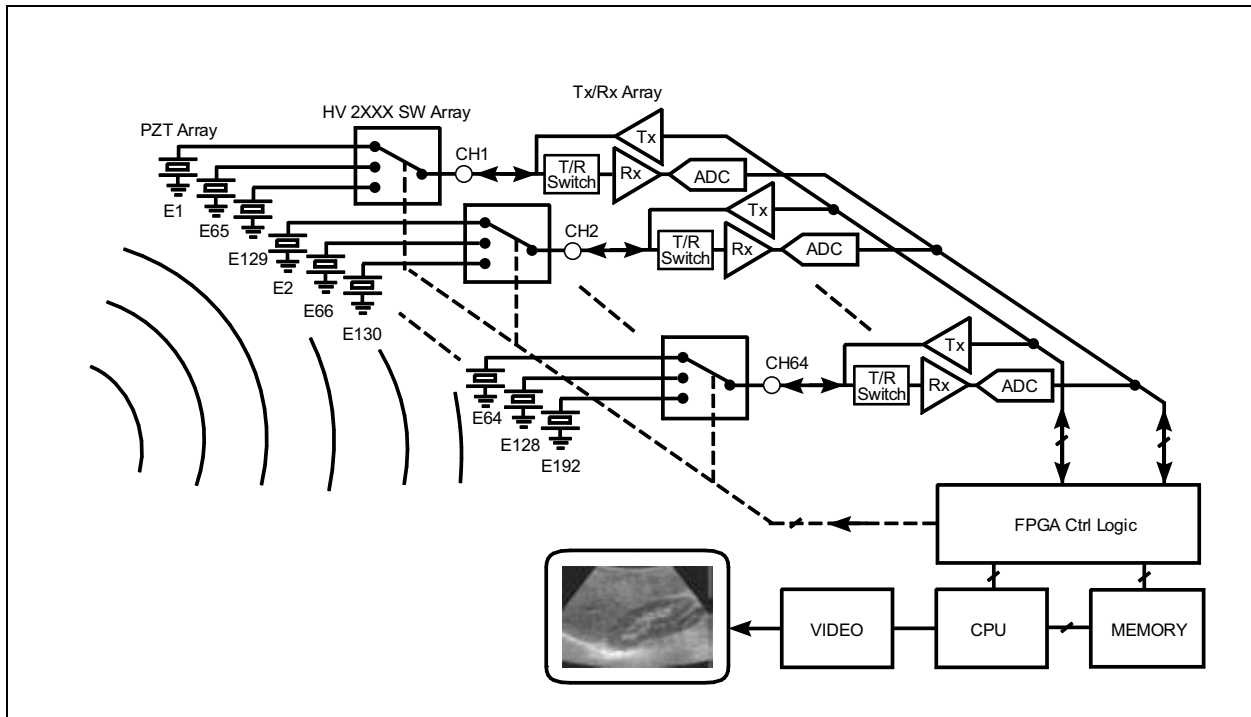 Tx/Rx Array
HV 2XXX SW Array
PZT Array
Tx
CH1
T/R
Switch
Rx
ADC
E1
E65
E129
Tx
CH2
T/R
Switch
Rx
ADC
E2
E66
E130
Tx
CH64
T/R
Switch
Rx
ADC
E64
E128
E192
FPGA Ctrl Logic
VIDEO
CPU
MEMORY